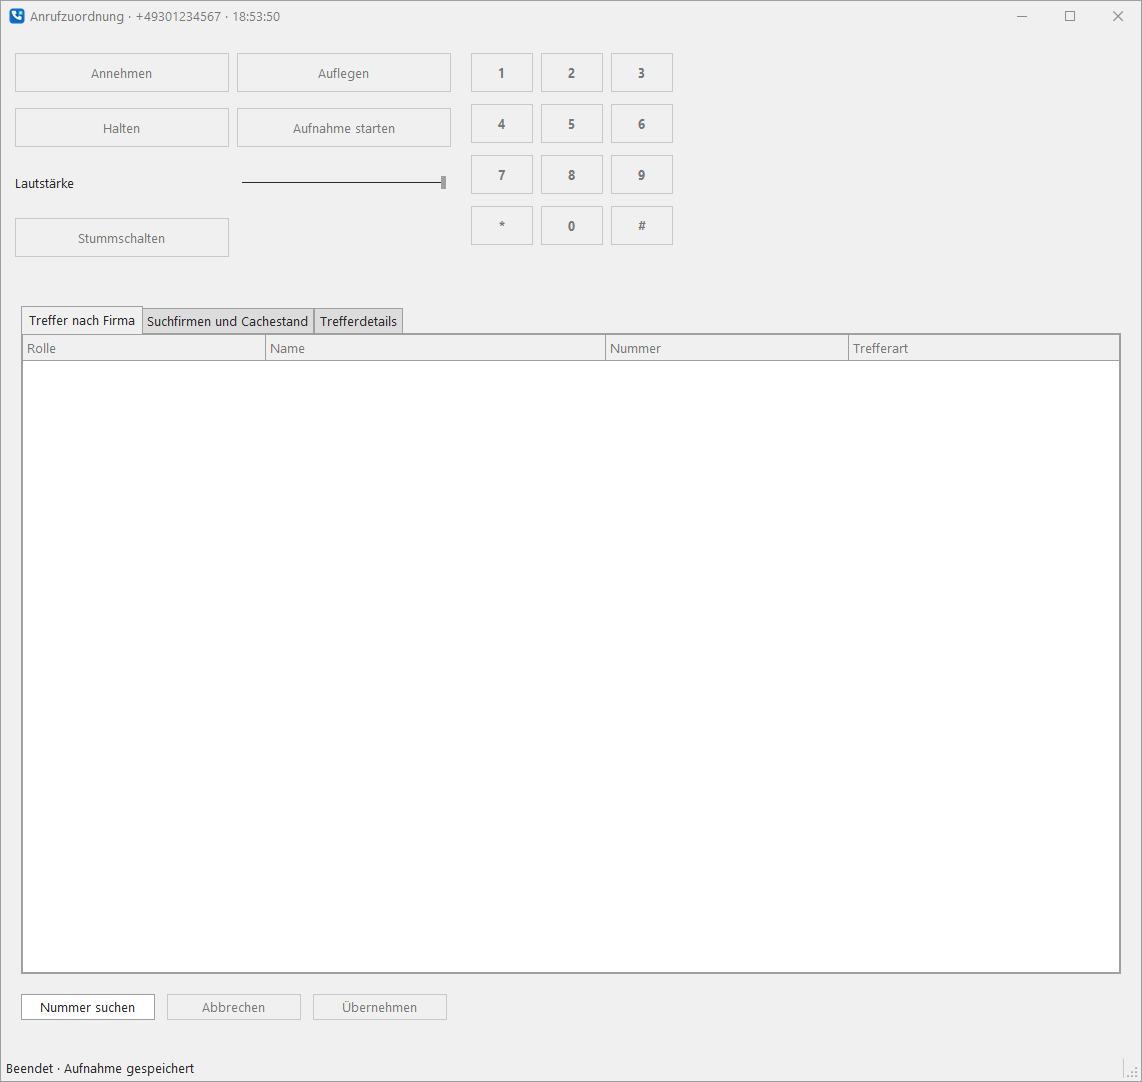 Anrufzuordnung · +49301234567 · 18:53:50
Annehmen Auflegen 1 2 3
Halten Aufnahme starten 4 5 6
Lautstärke 7 8 9
Stummschalten * 0 #
Treffer nach Firma Suchfirmen und Cachestand Trefferdetails
Rolle Name Nummer Trefferart
Nummer suchen Abbrechen Übernehmen
Beendet · Aufnahme gespeichert